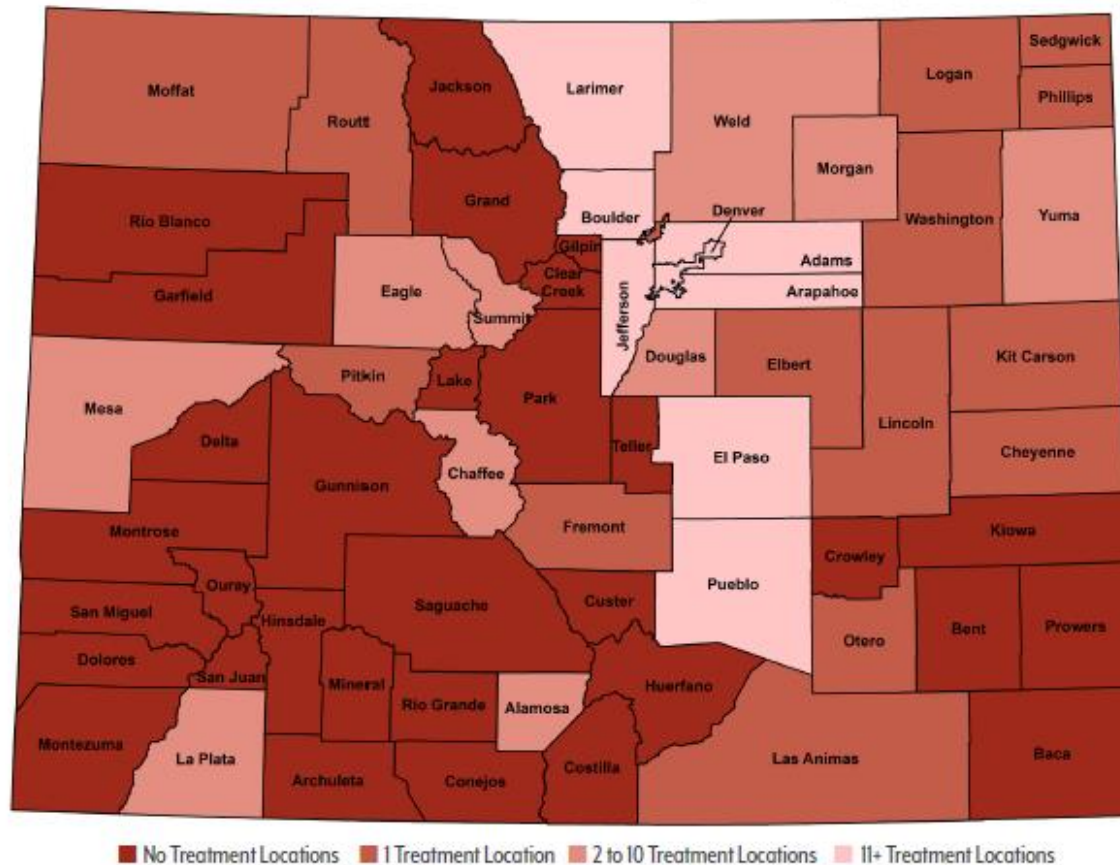 Sedgwick
Logan
Jackson
Larimer
Moffat
Phillips
Routt
Weld
Morgan
Grand
Denver
Rio Blanco
Boulder
Washington
Yuma
Gilpin
Adams
Clear
Creek
Garfield
Eagle
Arapahoe
Summit
Jefferson
Douglas
Elbert
Kit Carson
Pitkin
Lake
Park
Mesa
Lincoln
Delta
Teller
El Paso
Cheyenne
Chaffee
Gunnison
Fremont
Montrose
Kiowa
Crowley
Pueblo
Ouray
Saguache
Custer
San Miguel
Hinsdale
Bent
Prowers
Otero
Dolores
San Juan
Mineral
Huerfano
Rio Grande
Alamosa
Montezuma
La Plata
Las Animas
Baca
Archuleta
Conejos
Costilla
No Treatment Locations 1 Treatment Location 2 to 10 Treatment Locations 11+ Treatment Locations